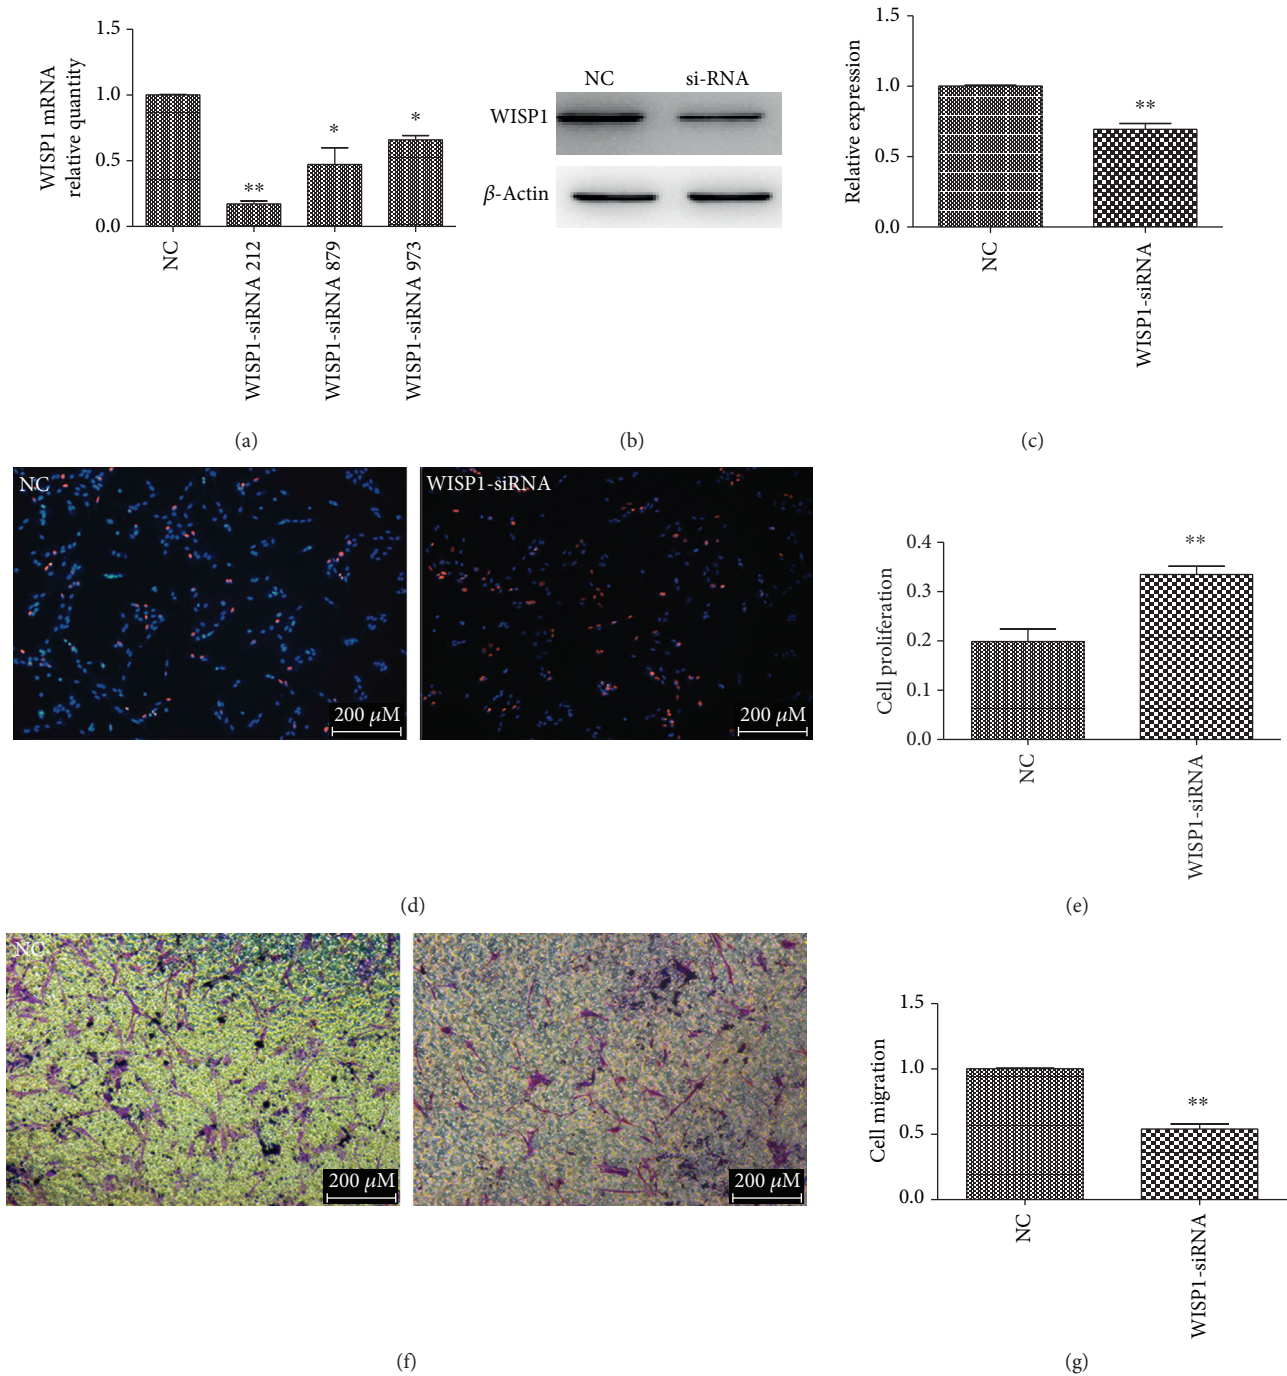 1.5
1.0
0.5
0.0
WISP1 mRNA
relative quantity
**
*
*
NC
WISP1-siRNA 212
WISP1-siRNA 879
WISP1-siRNA 973
(a)
NC si-RNA
WISP1
β-Actin
(b)
1.5
1.0
0.5
0.0
Relative expression
**
NC
WISP1-siRNA
(c)
NC
200 μM
WISP1-siRNA
200 μM
(d)
0.4
0.3
0.2
0.1
0.0
Cell proliferation
**
NC
WISP1-siRNA
(e)
NC
200 μM
200 μM
(f)
1.5
1.0
0.5
0.0
Cell migration
**
NC
WISP1-siRNA
(g)